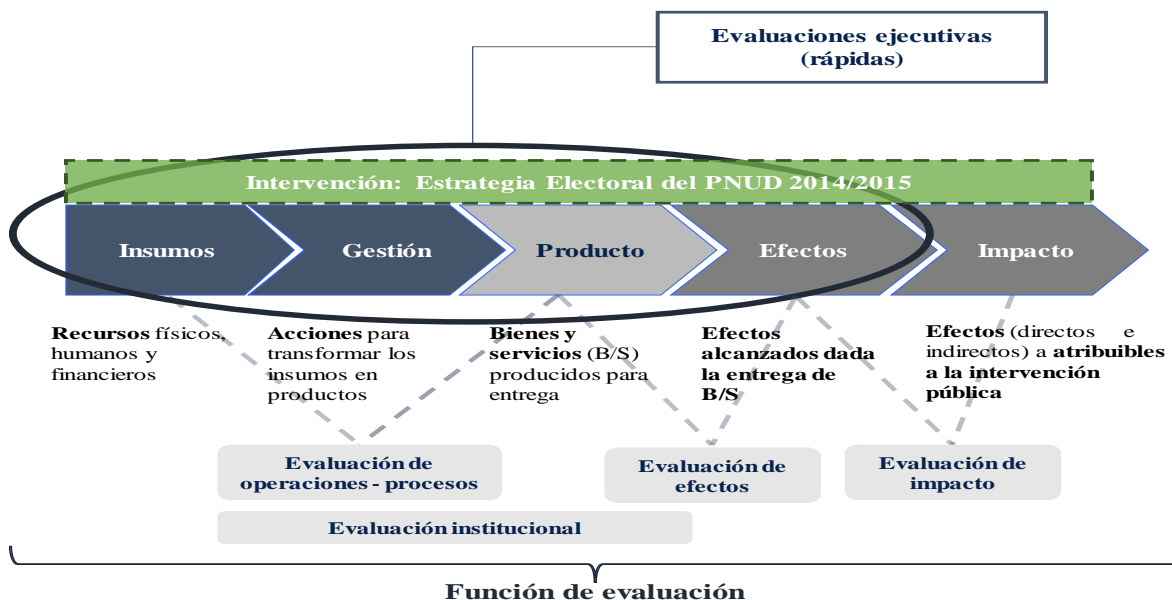 Evaluaciones ejecutivas
(rápidas)
Intervención: Estrategia Electoral del PNUD 2014/2015
Insumos
Gestión
Producto
Efectos
Impacto
Recursos físicos,
humanos y
financieros
Acciones para
transformar los
insumos en
productos
Bienes y
servicios (B/S)
producidos para
entrega
Efectos
alcanzados dada
la entrega de
B/S
Efectos (directos e
indirectos) a atribuibles
a la intervención
pública
Evaluación de
operaciones - procesos
Evaluación de
efectos
Evaluación de
impacto
Evaluación institucional
Función de evaluación